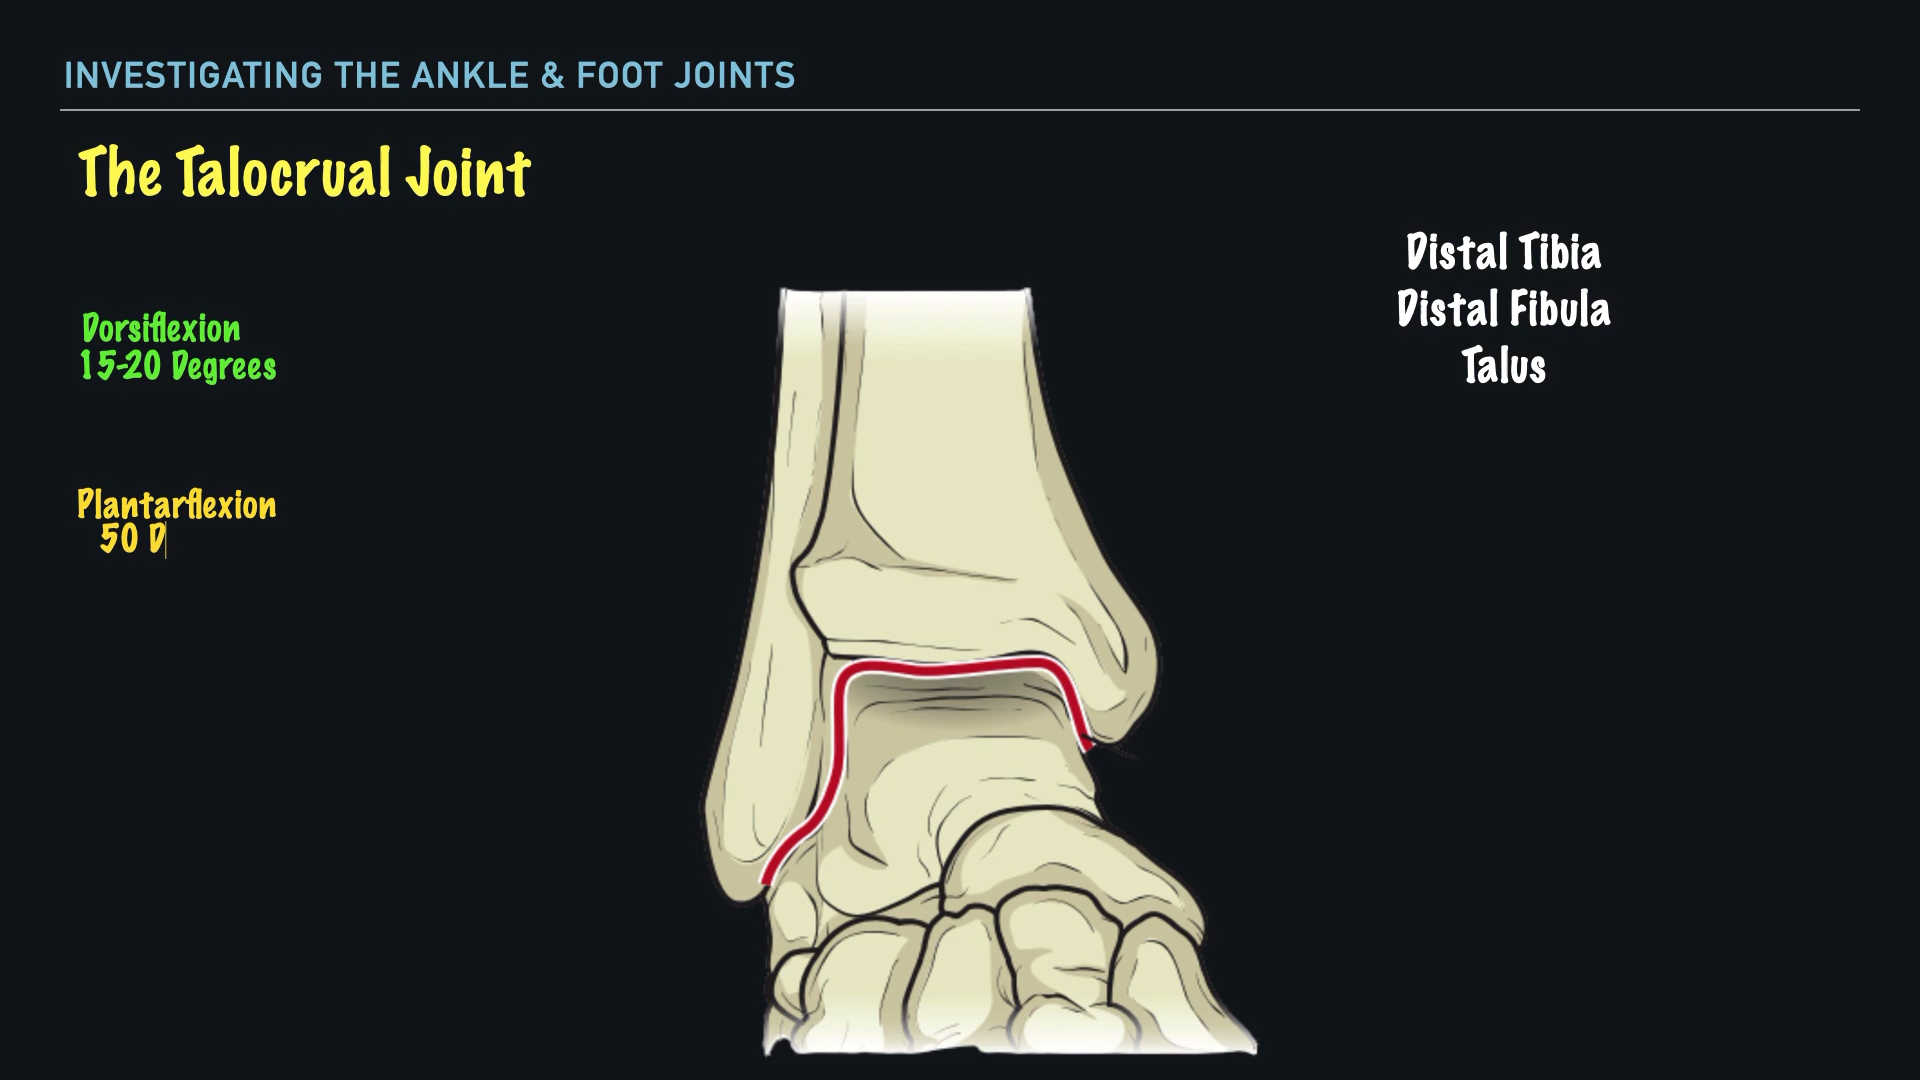 INVESTIGATING THE ANKLE & FOOT JOINTS
The Talocrual Joint
Dorsiflexion
15-20 Degrees
Plantarflexion
50 D
Distal Tibia
Distal Fibula
Talus